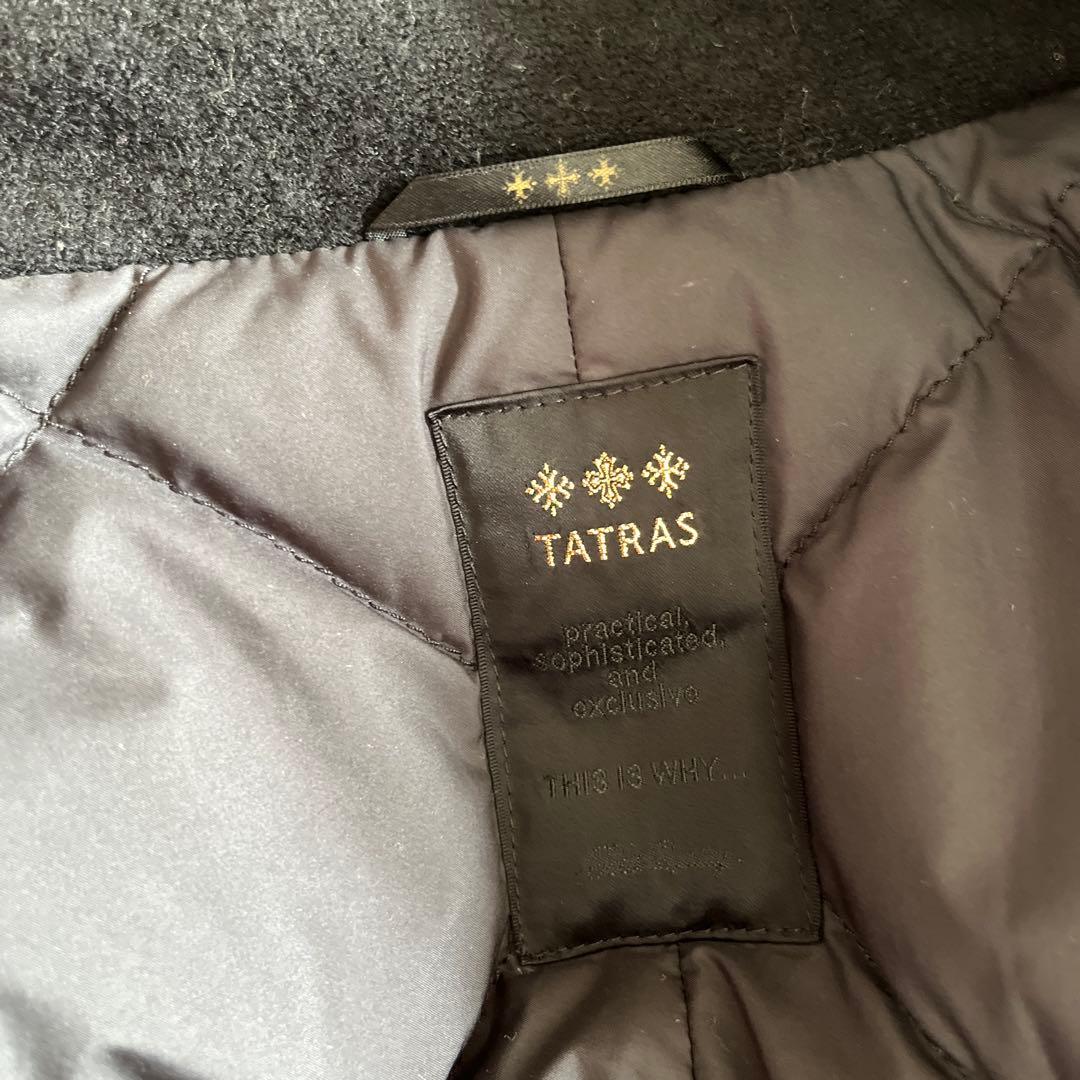 TATRAS
practical,
sophisticated,
and
exclusive
THIS IS WHY...